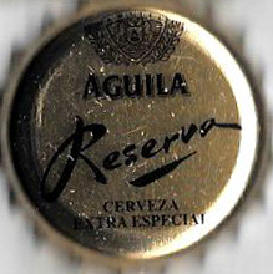 AGUILA
Reserva
CERVEZA
EXTRA ESPECIAL